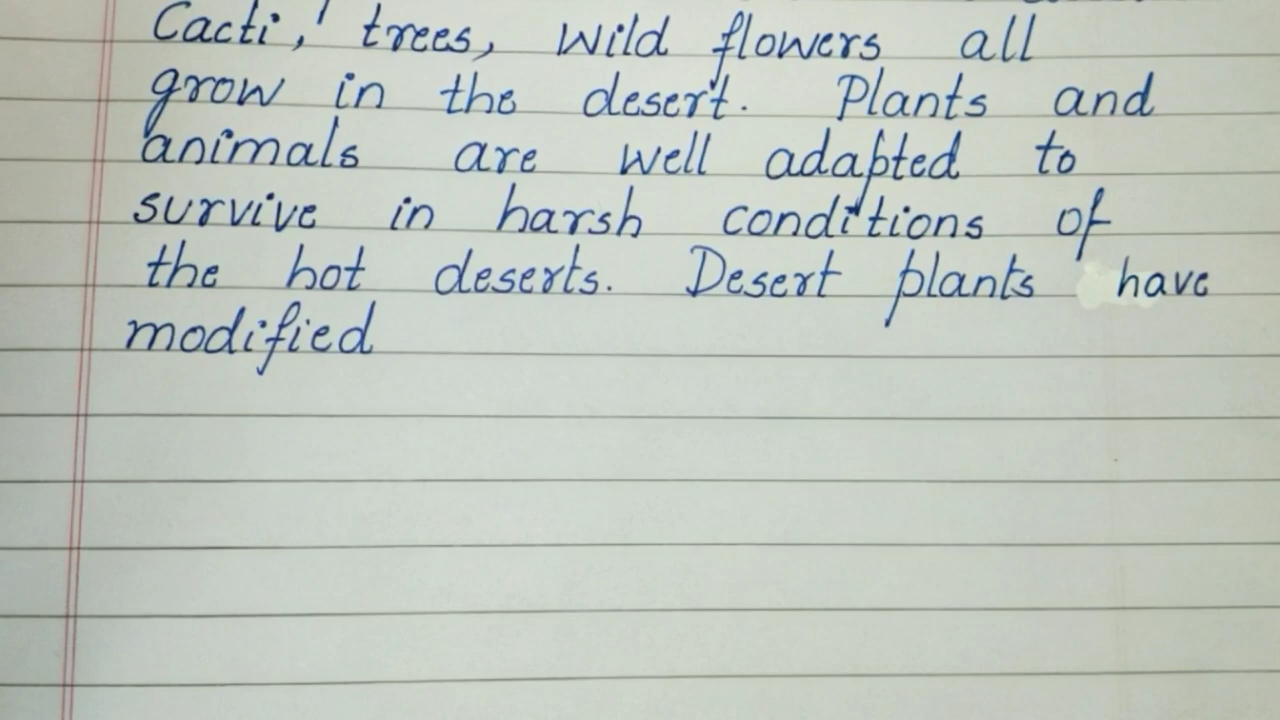 Cacti, trees, wild flowers all
grow in the desert. Plants and
animals are well adapted to
survive in harsh conditions of
the hot deserts. Desert plants have
modified